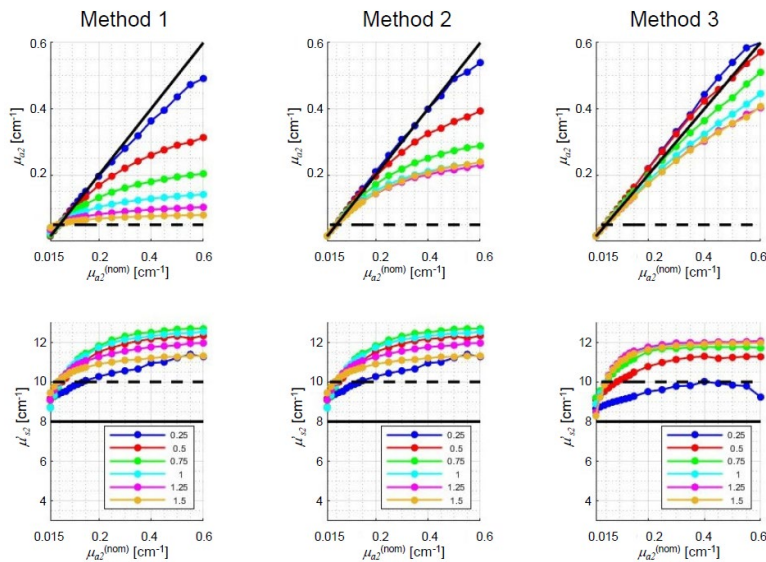 Method 1 Method 2 Method 3
0.6 0.6 0.6
0.4 0.4 0.4
μa2 [cm-1] μa2 [cm-1] μa2 [cm-1]
0.2 0.2 0.2
0.015 0.2 0.4 0.6 0.015 0.2 0.4 0.6 0.015 0.2 0.4 0.6
μa2(nom) [cm-1] μa2(nom) [cm-1] μa2(nom) [cm-1]
12 12 12
10 10 10
μ's2 [cm-1] μ's2 [cm-1] μ's2 [cm-1]
8 8 8
0.25 0.25 0.25
0.5 0.5 0.5
6 6 6
0.75 0.75 0.75
1 1 1
4 4 4
1.25 1.25 1.25
1.5 1.5 1.5
0.015 0.2 0.4 0.6 0.015 0.2 0.4 0.6 0.015 0.2 0.4 0.6
μa2(nom) [cm-1] μa2(nom) [cm-1] μa2(nom) [cm-1]